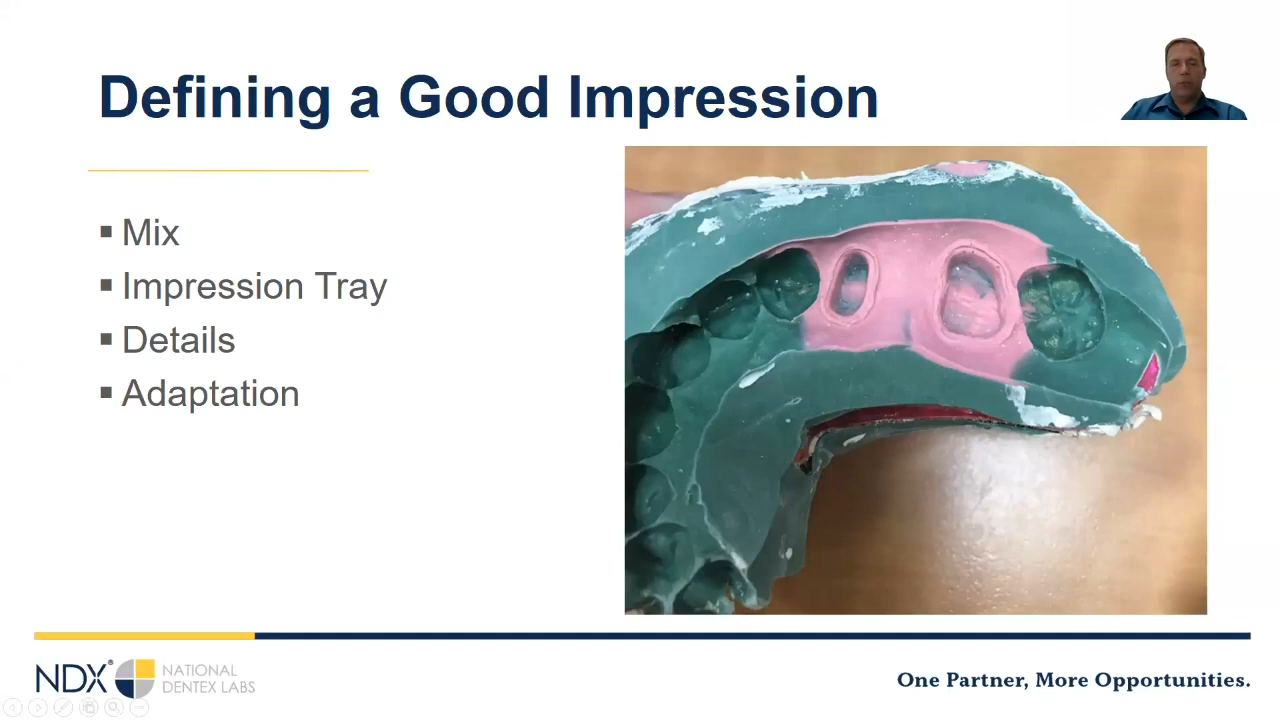 Defining a Good Impression
▪ Mix
▪ Impression Tray
▪ Details
▪ Adaptation
NDX®
NATIONAL
DENTEX LABS
One Partner, More Opportunities.